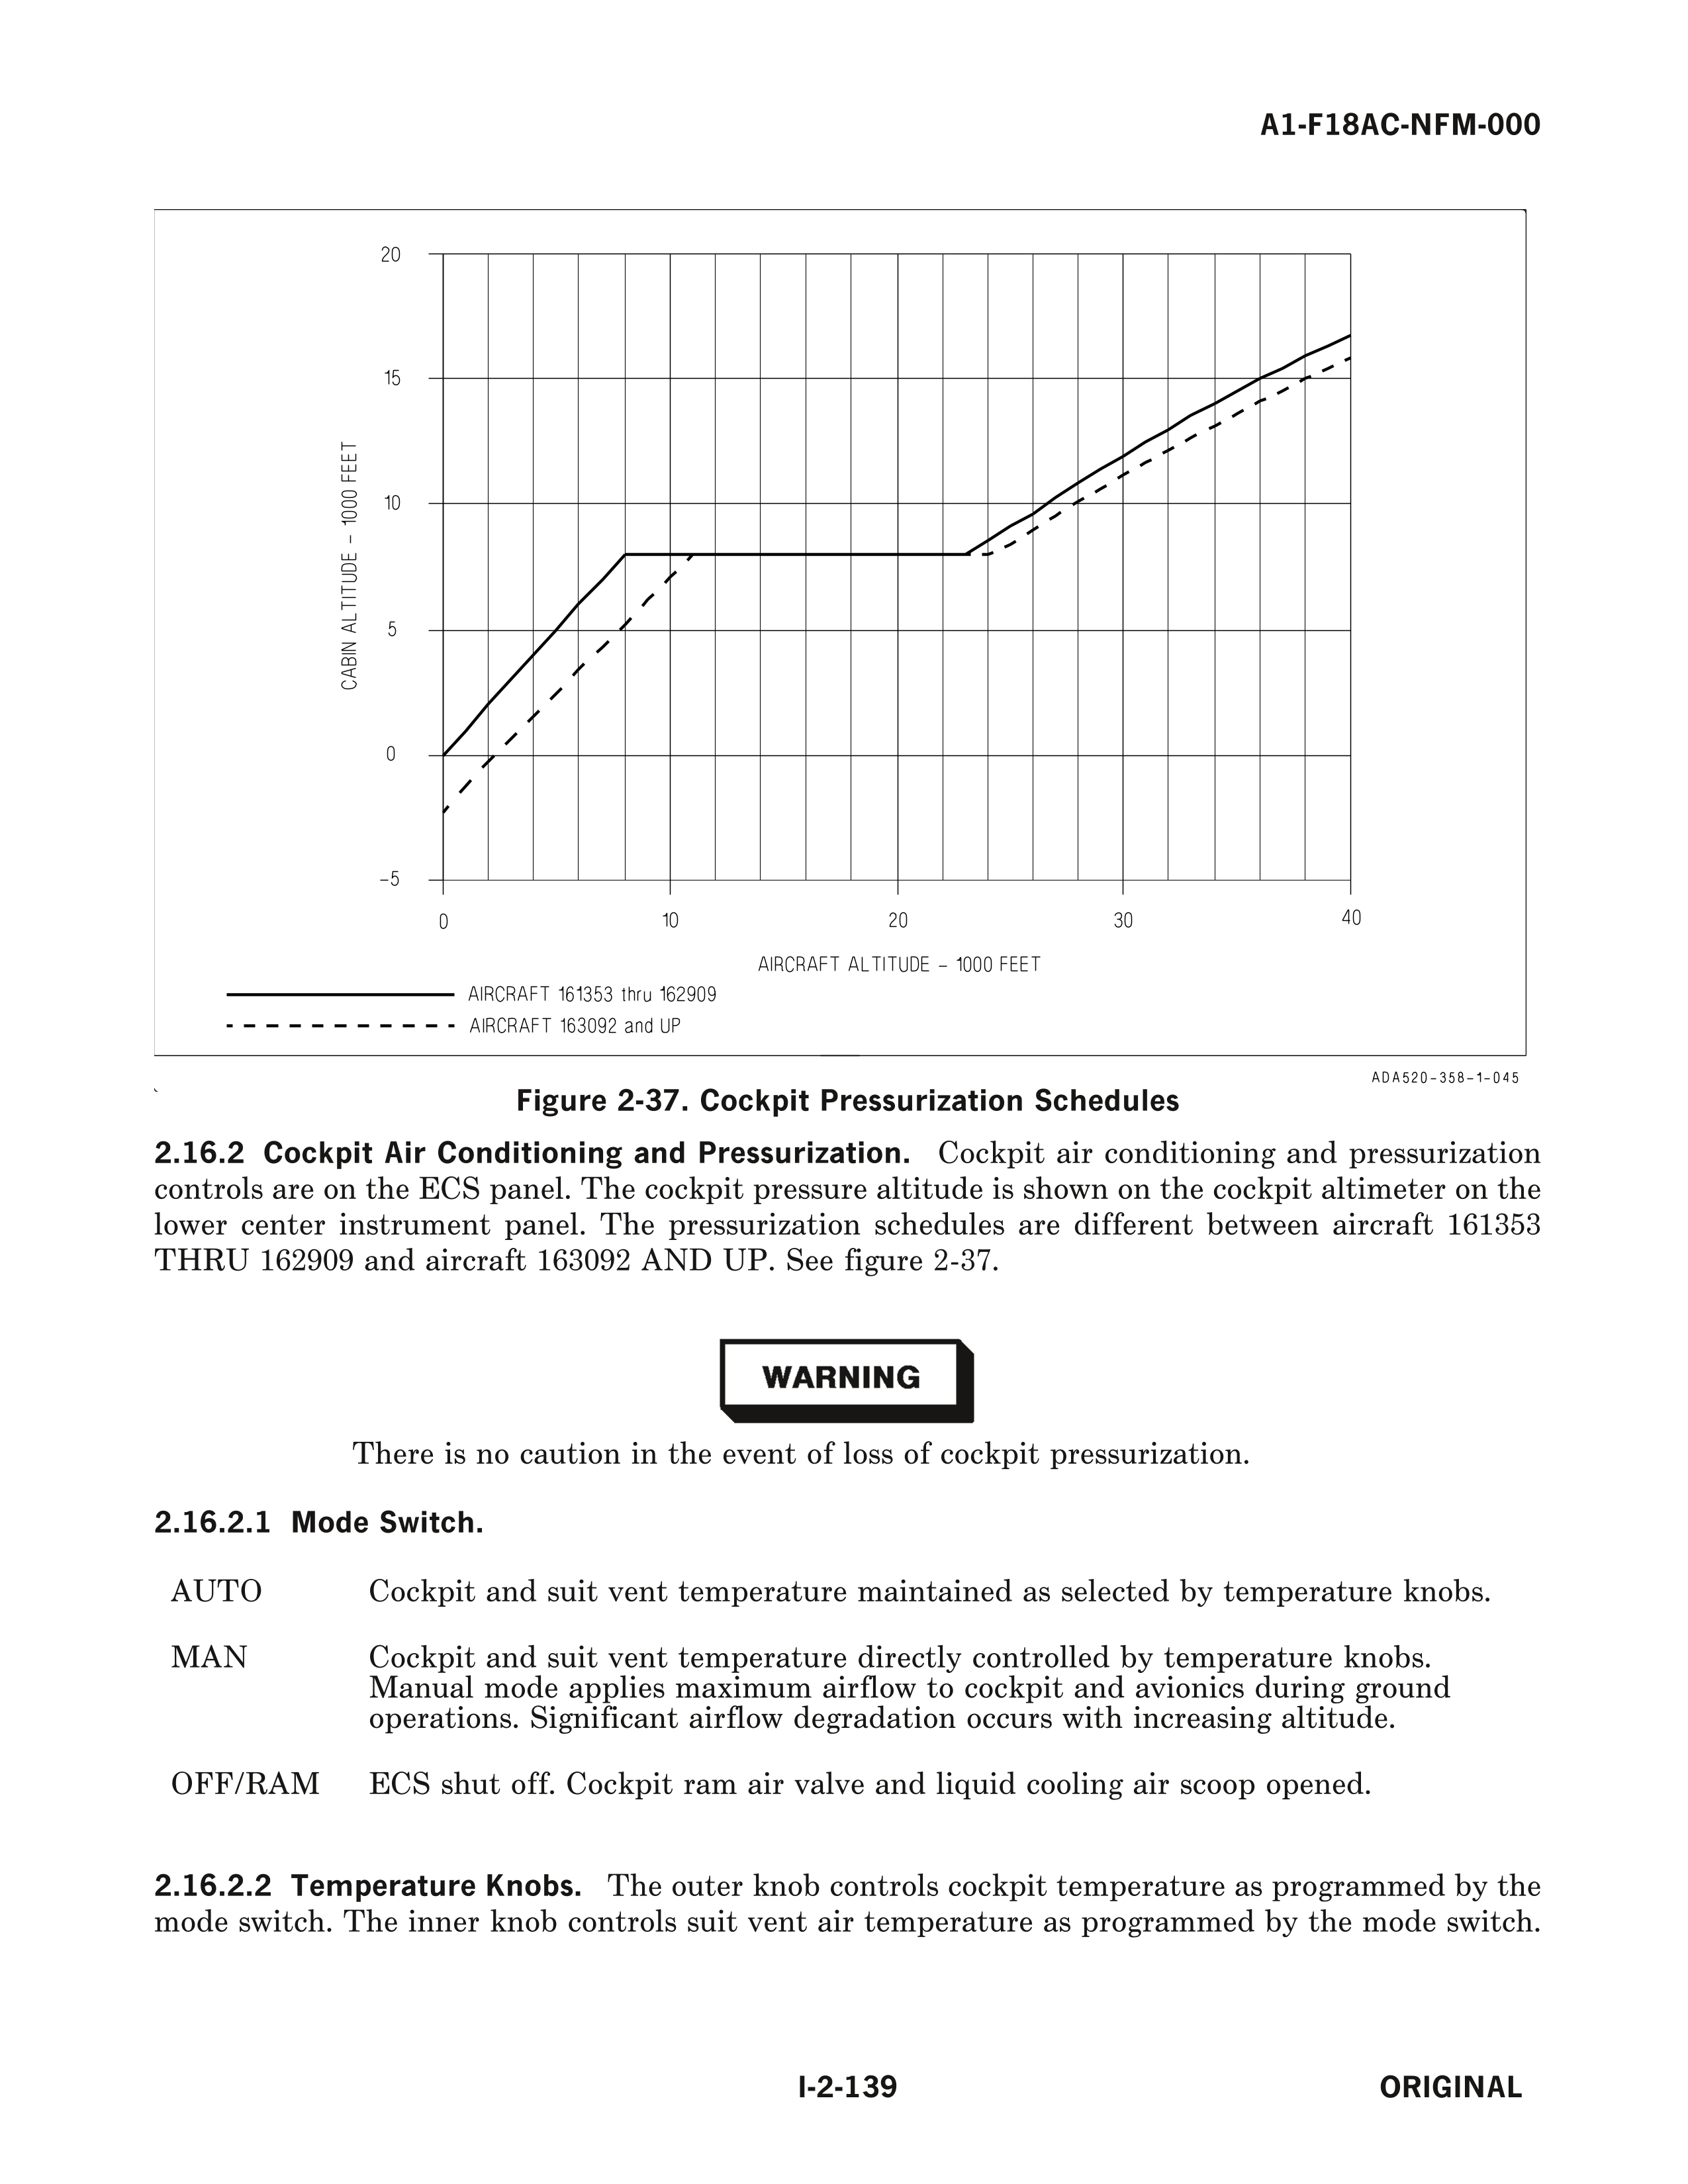 A1-F18AC-NFM-000
20
15
10
5
0
-5
CABIN ALTITUDE - 1000 FEET
0 10 20 30 40
AIRCRAFT ALTITUDE - 1000 FEET
AIRCRAFT 161353 thru 162909
AIRCRAFT 163092 and UP
ADA520-358-1-045
Figure 2-37. Cockpit Pressurization Schedules
2.16.2 Cockpit Air Conditioning and Pressurization. Cockpit air conditioning and pressurization
controls are on the ECS panel. The cockpit pressure altitude is shown on the cockpit altimeter on the
lower center instrument panel. The pressurization schedules are different between aircraft 161353
THRU 162909 and aircraft 163092 AND UP. See figure 2-37.
WARNING
There is no caution in the event of loss of cockpit pressurization.
2.16.2.1 Mode Switch.
AUTO Cockpit and suit vent temperature maintained as selected by temperature knobs.
MAN Cockpit and suit vent temperature directly controlled by temperature knobs.
Manual mode applies maximum airflow to cockpit and avionics during ground
operations. Significant airflow degradation occurs with increasing altitude.
OFF/RAM ECS shut off. Cockpit ram air valve and liquid cooling air scoop opened.
2.16.2.2 Temperature Knobs. The outer knob controls cockpit temperature as programmed by the
mode switch. The inner knob controls suit vent air temperature as programmed by the mode switch.
I-2-139 ORIGINAL